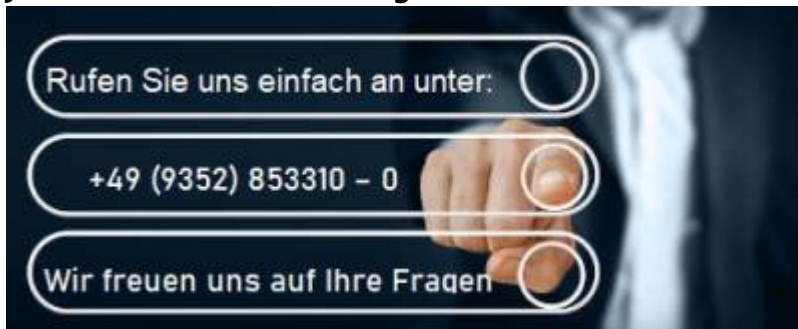 Rufen Sie uns einfach an unter:
+49 (9352) 853310 – 0
Wir freuen uns auf Ihre Fragen